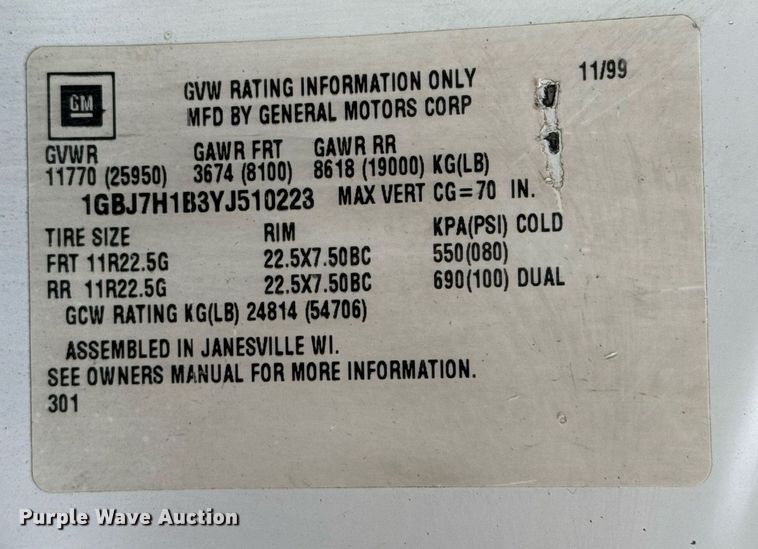 GM
GVW RATING INFORMATION ONLY
11/99
MFD BY GENERAL MOTORS CORP
GVWR GAWR FRT GAWR RR
11770 (25950) 3674 (8100) 8618 (19000) KG(LB)
1GBJ7H1B3YJ510223 MAX VERT CG=70 IN.
TIRE SIZE RIM KPA(PSI) COLD
FRT 11R22.5G 22.5X7.50BC 550(080)
RR 11R22.5G 22.5X7.50BC 690(100) DUAL
GCW RATING KG(LB) 24814 (54706)
ASSEMBLED IN JANESVILLE WI.
SEE OWNERS MANUAL FOR MORE INFORMATION.
301
Purple Wave Auction